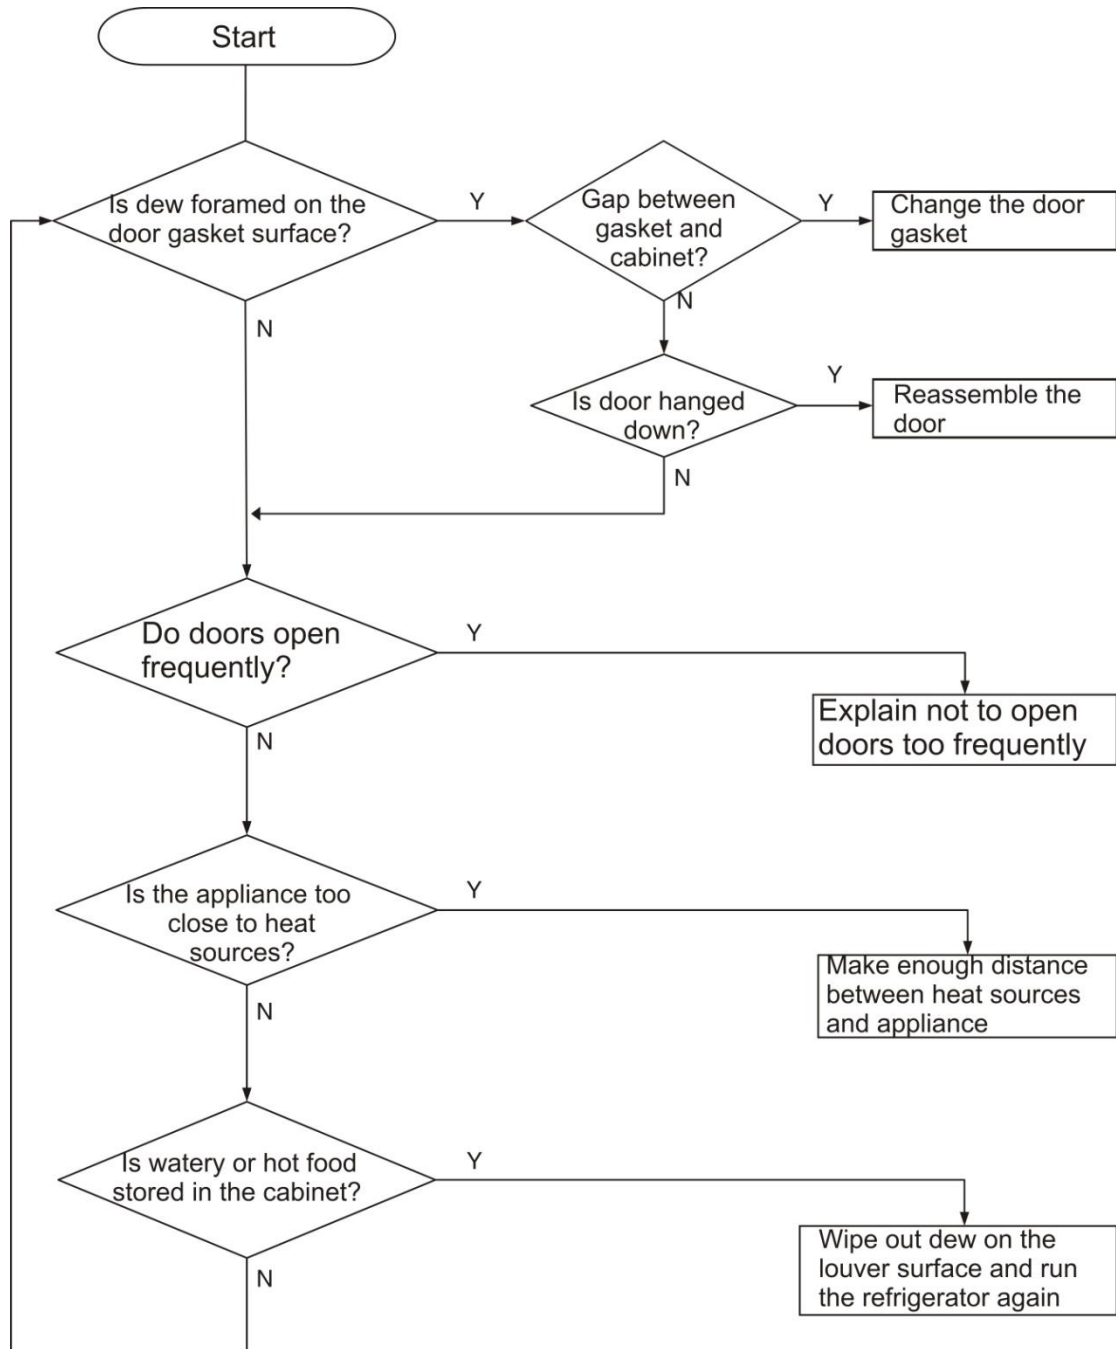 Start
Is dew foramed on the
door gasket surface?
Y
Gap between
gasket and
cabinet?
Y
Change the door
gasket
N
N
Is door hanged
down?
Y
Reassemble the
door
N
Do doors open
frequently?
Y
Explain not to open
doors too frequently
N
Is the appliance too
close to heat
sources?
Y
Make enough distance
between heat sources
and appliance
N
Is watery or hot food
stored in the cabinet?
Y
Wipe out dew on the
louver surface and run
the refrigerator again
N